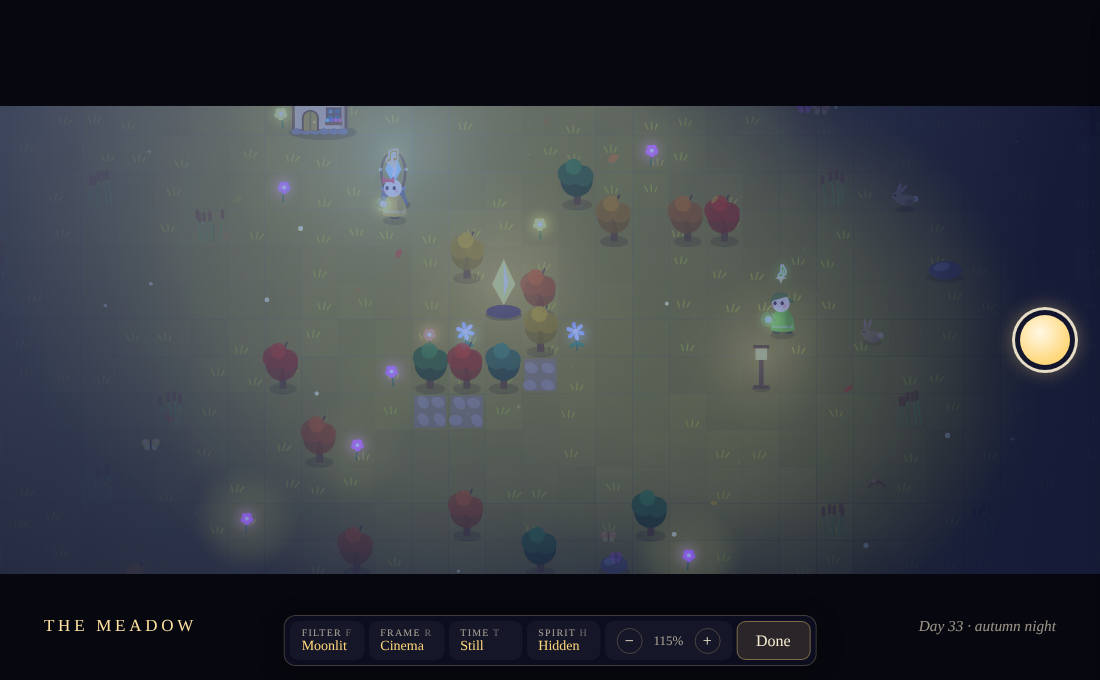 THE MEADOW
FILTER F
Moonlit
FRAME R
Cinema
TIME T
Still
SPIRIT H
Hidden
− 115% +
Done
Day 33 · autumn night